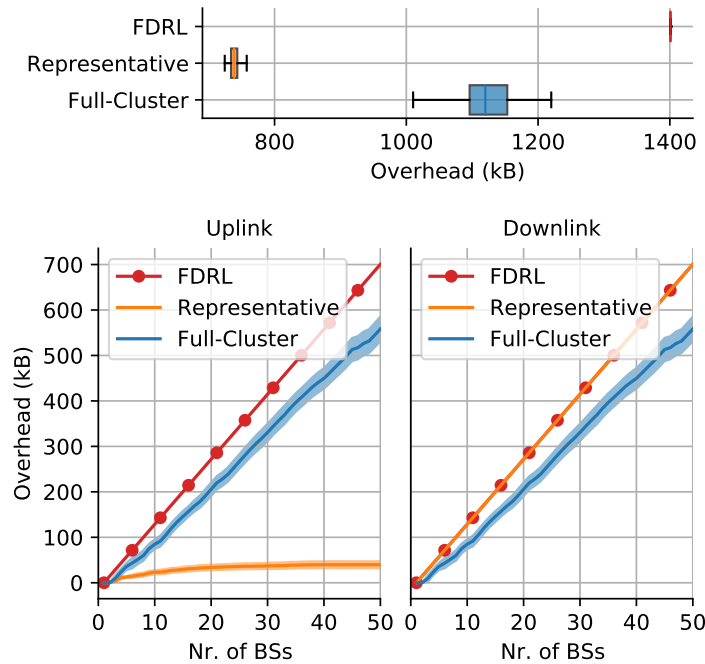 FDRL
Representative
Full-Cluster
800 1000 1200 1400
Overhead (kB)
Uplink Downlink
700
600
500
400
300
200
100
0
Overhead (kB)
FDRL
Representative
Full-Cluster
FDRL
Representative
Full-Cluster
0 10 20 30 40 50
0 10 20 30 40 50
Nr. of BSs
Nr. of BSs